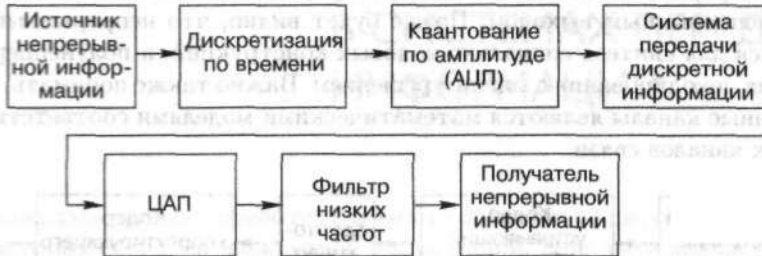 Источник
непрерыв-
ной инфор-
мации
Дискретизация
по времени
Квантование
по амплитуде
(АЦП)
Система
передачи
дискретной
информации
ЦАП
Фильтр
низких
частот
Получатель
непрерывной
информации